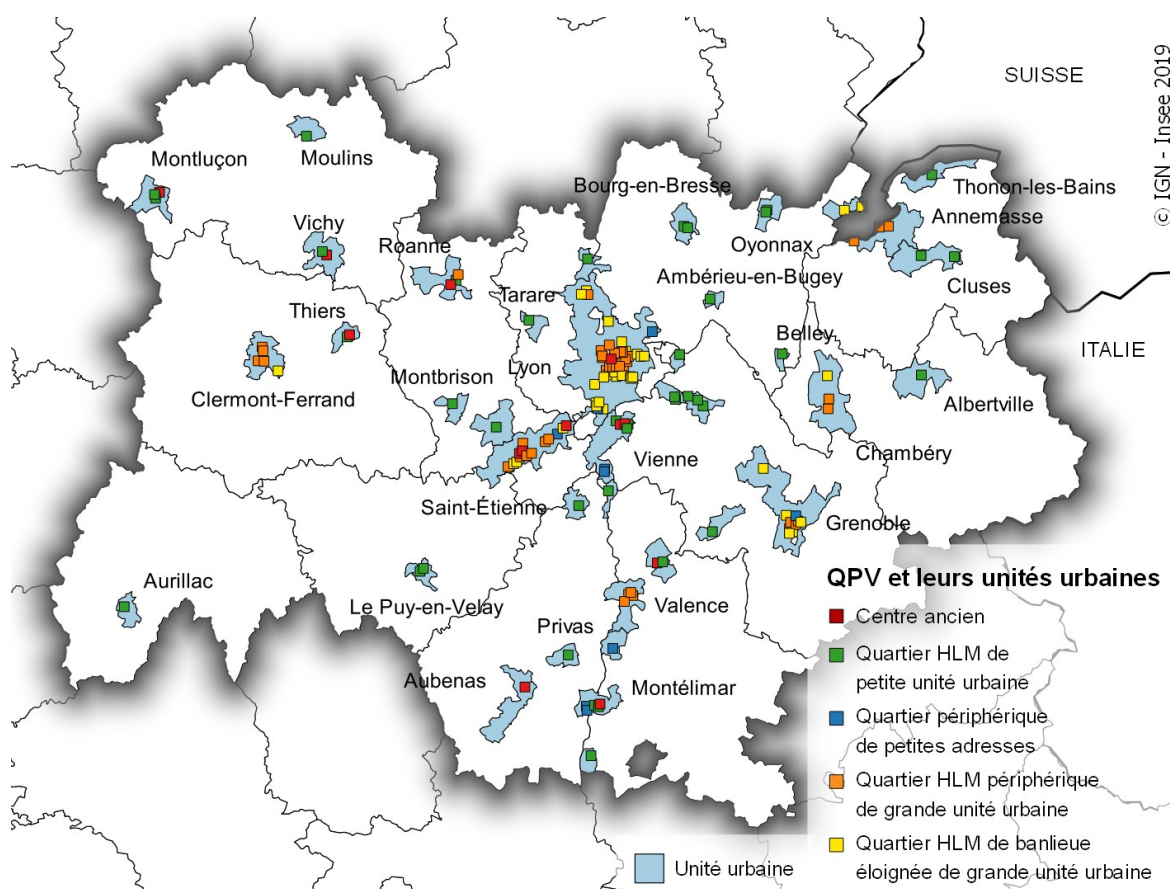 SUISSE
© IGN - Insee 2019
Montluçon
Moulins
Bourg-en-Bresse
Thonon-les-Bains
Annemasse
Vichy
Roanne
Oyonnax
Ambérieu-en-Bugey
Cluses
Thiers
Tarare
Belley
ITALIE
Lyon
Montbrison
Clermont-Ferrand
Albertville
Chambéry
Vienne
Saint-Étienne
Grenoble
Aurillac
Le Puy-en-Velay
Valence
Privas
Aubenas
Montélimar
QPV et leurs unités urbaines
Centre ancien
Quartier HLM de
petite unité urbaine
Quartier périphérique
de petites adresses
Quartier HLM périphérique
de grande unité urbaine
Quartier HLM de banlieue
éloignée de grande unité urbaine
Unité urbaine